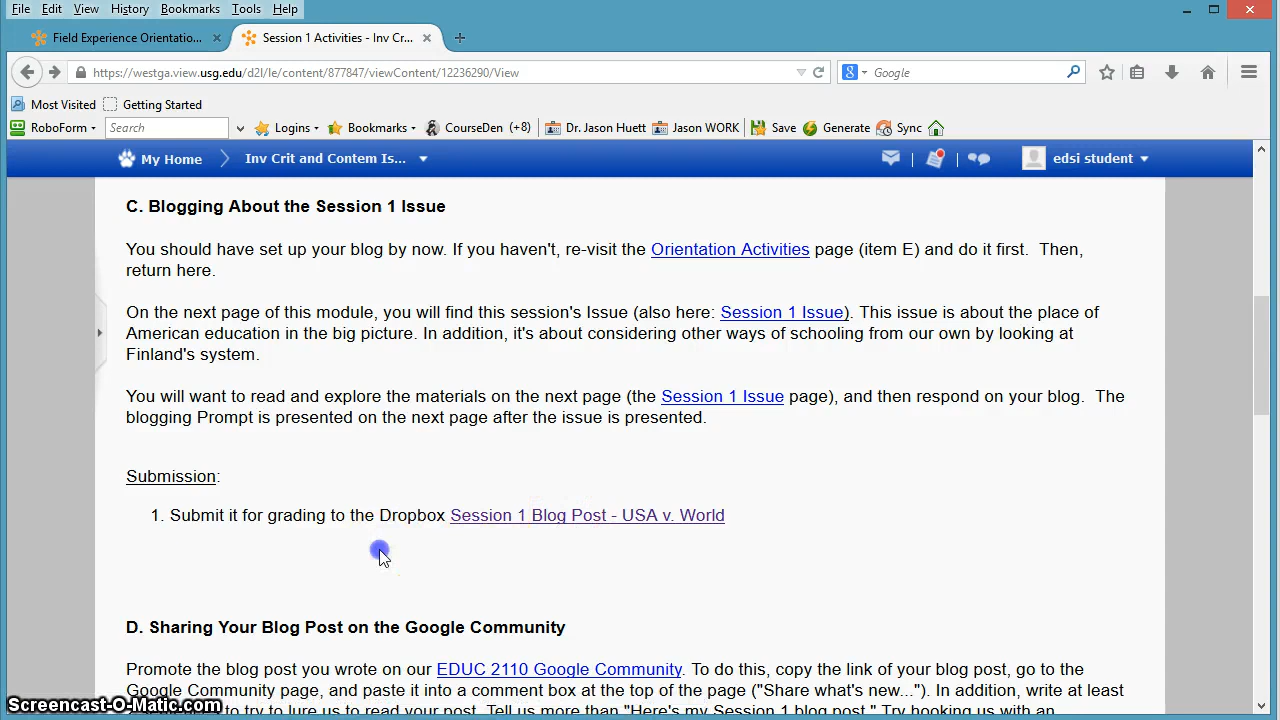 File Edit View History Bookmarks Tools Help
Field Experience Orientatio... × Session 1 Activities - Inv Cr... × +
https://westga.view.usg.edu/d2l/le/content/877847/viewContent/12236290/View Google
Most Visited Getting Started
RoboForm Search Logins Bookmarks CourseDen (+8) Dr. Jason Huett Jason WORK Save Generate Sync
My Home Inv Crit and Contem Is... edsi student
C. Blogging About the Session 1 Issue
You should have set up your blog by now. If you haven't, re-visit the Orientation Activities page (item E) and do it first. Then,
return here.
On the next page of this module, you will find this session's Issue (also here: Session 1 Issue). This issue is about the place of
American education in the big picture. In addition, it's about considering other ways of schooling from our own by looking at
Finland's system.
You will want to read and explore the materials on the next page (the Session 1 Issue page), and then respond on your blog. The
blogging Prompt is presented on the next page after the issue is presented.
Submission:
1. Submit it for grading to the Dropbox Session 1 Blog Post - USA v. World
D. Sharing Your Blog Post on the Google Community
Promote the blog post you wrote on our EDUC 2110 Google Community. To do this, copy the link of your blog post, go to the
Google Community page, and paste it into a comment box at the top of the page ("Share what's new..."). In addition, write at least
to try to lure us to read your post. Tell us more than "Here's my Session 1 blog post." Try hooking us with an
Screencast-O-Matic.com